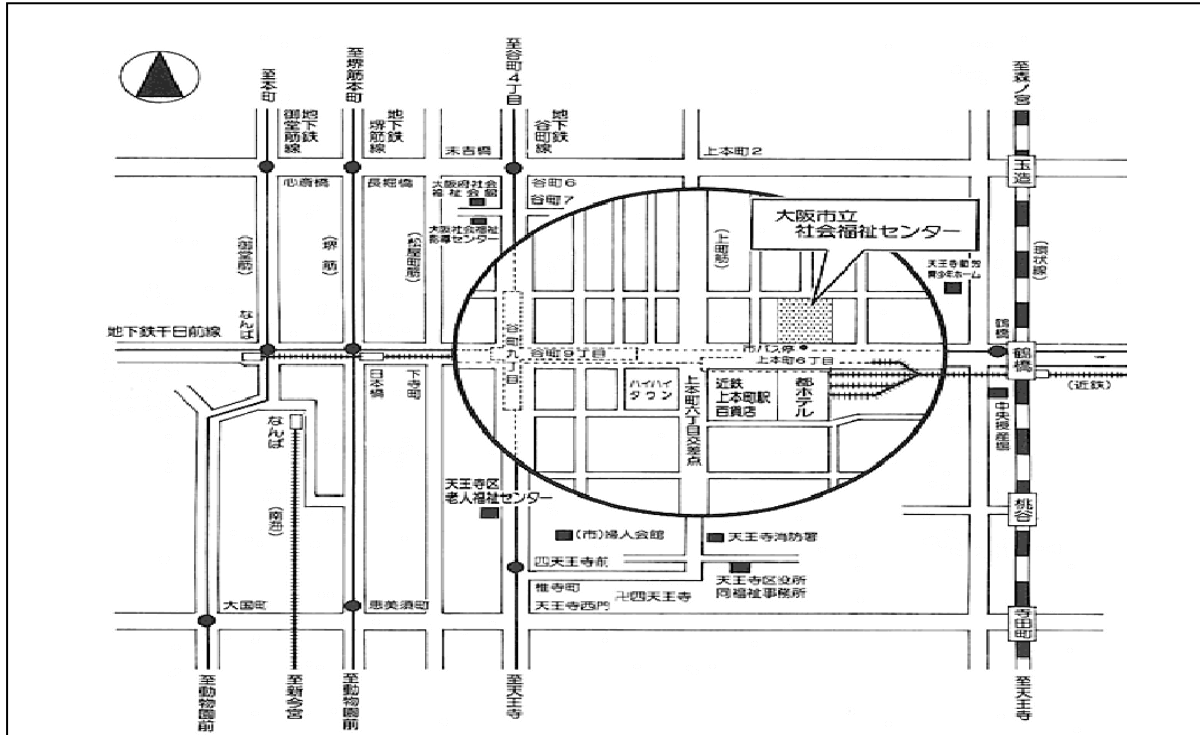 至本町
至堺筋本町
至谷町4丁目
至森ノ宮
地下鉄
御堂筋線
地下鉄
堺筋線
地下鉄
谷町線
末吉橋
上本町2
玉造
心斎橋
長堀橋
大阪府社会
福祉会館
谷町6
谷町7
大阪社会福祉
指導センター
大阪市立
社会福祉センター
(御堂筋)
(堺筋)
(松屋町筋)
(上町筋)
(環状線)
天王寺勤労
青少年ホーム
地下鉄千日前線
なんば
谷町九丁目
谷町9丁目
市バス停
上本町6丁目
鶴橋
鶴橋
(近鉄)
日本橋
下寺町
ハイハイ
タウン
上本町六丁目交差点
近鉄
上本町駅
百貨店
都ホテル
中央授産場
なんば
(南海)
天王寺区
老人福祉センター
桃谷
(市)婦人会館
天王寺消防署
四天王寺前
椎寺町
天王寺西門
卍四天王寺
天王寺区役所
同福祉事務所
大国町
恵美須町
寺田町
至動物園前
至新今宮
至動物園前
至天王寺
至天王寺